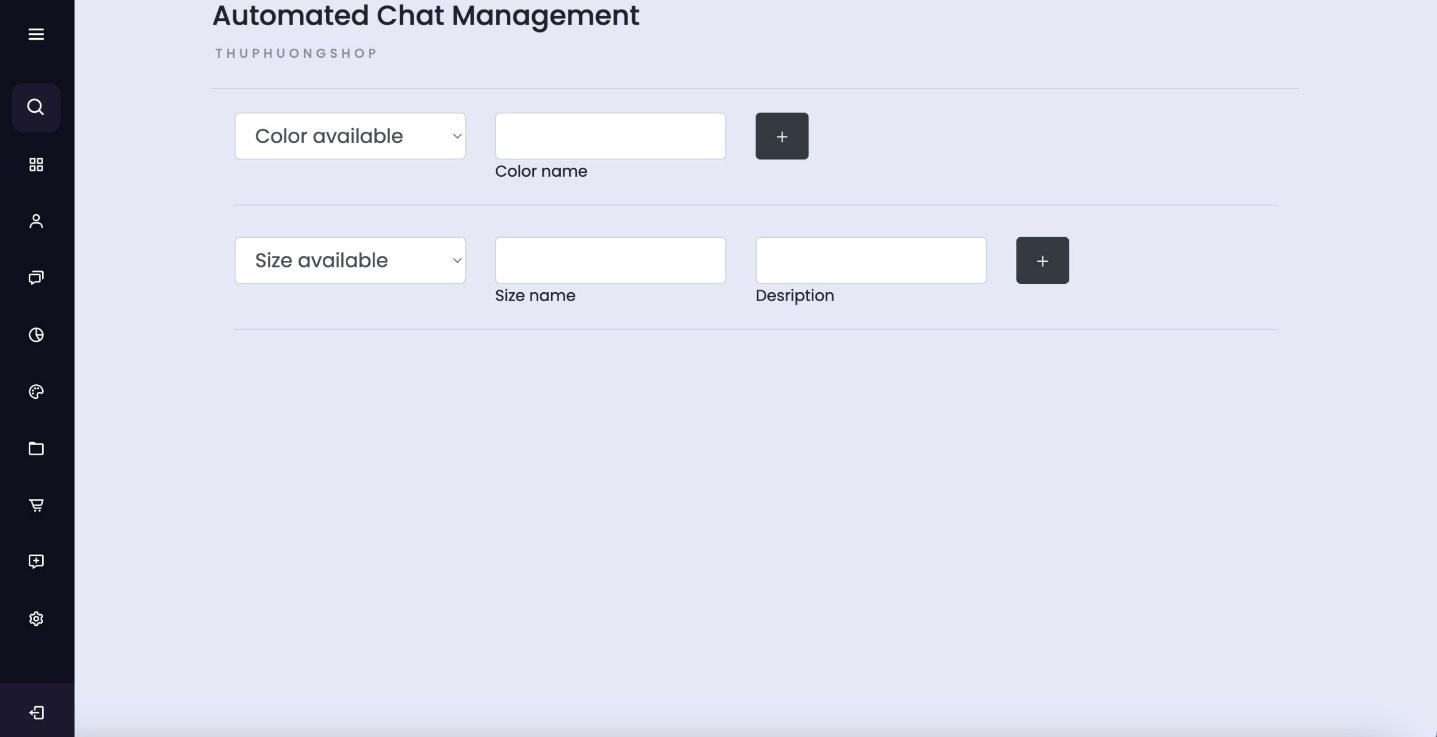 Automated Chat Management
THUPHUONGSHOP
Color available
+
Color name
Size available
+
Size name
Desription